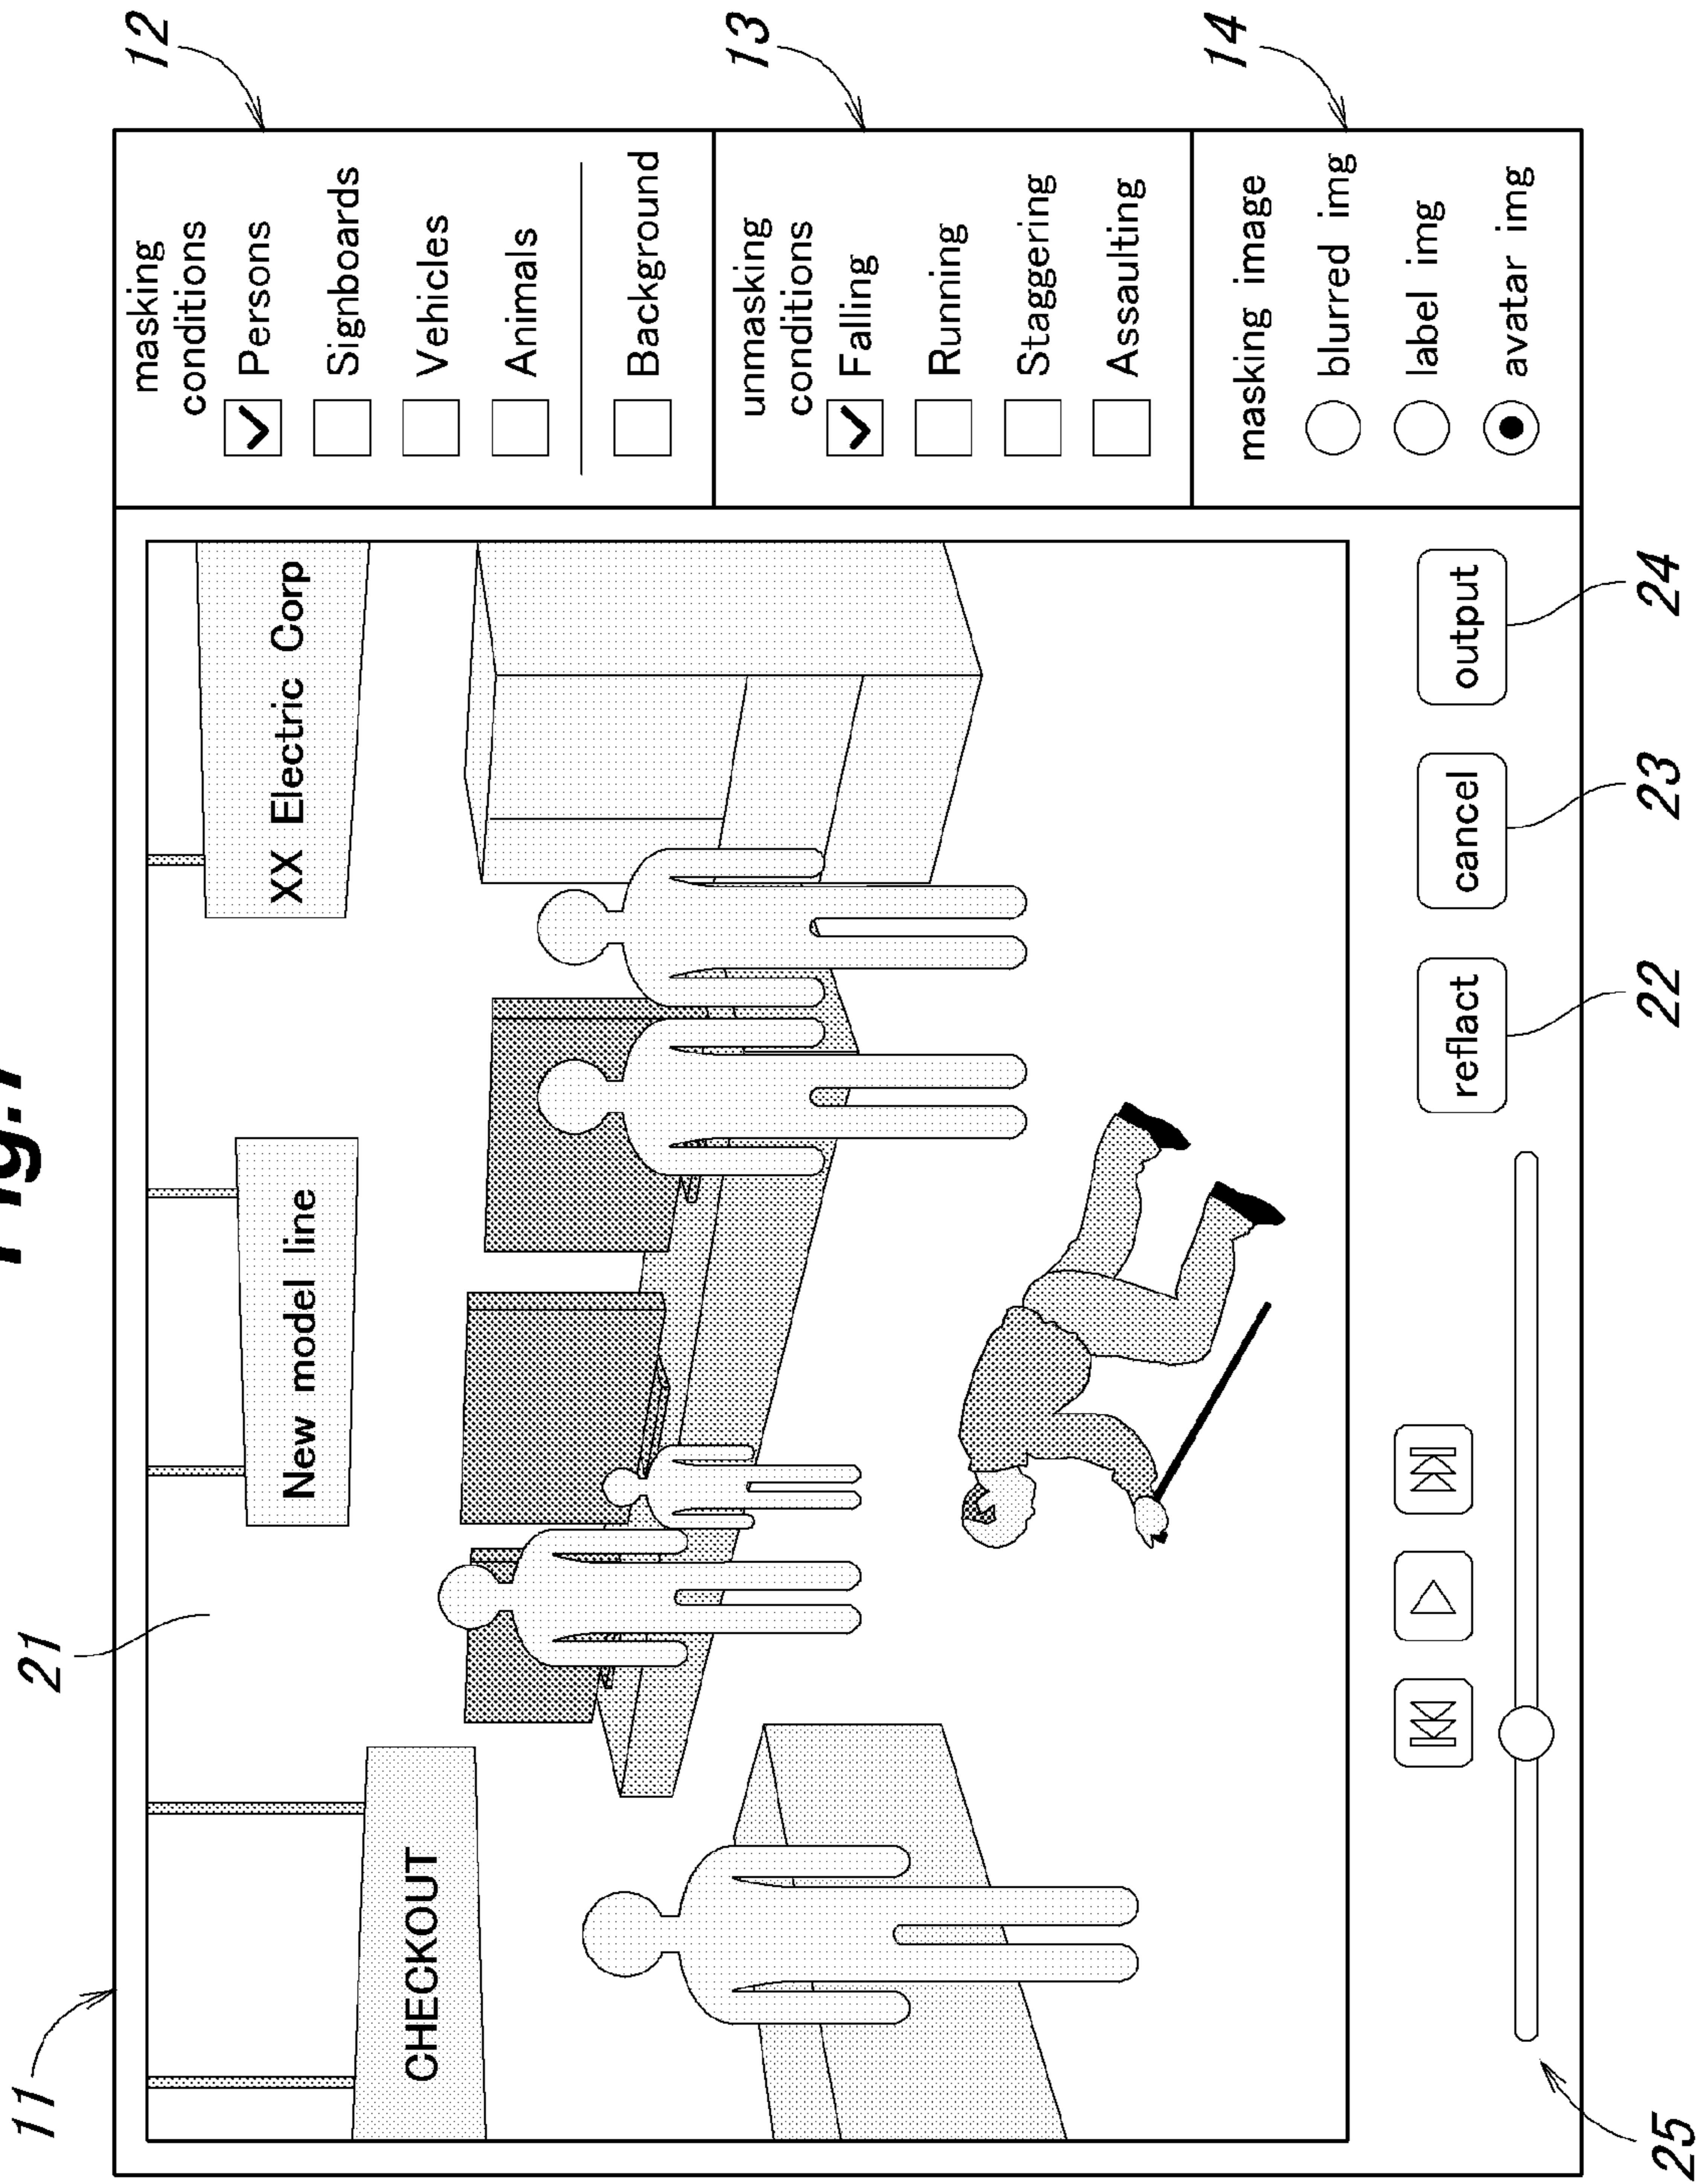 11
21
12
13
14
CHECKOUT
New model line
XX Electric Corp
masking
conditions
Persons
Signboards
Vehicles
Animals
Background
unmasking
conditions
Falling
Running
Staggering
Assaulting
masking image
blurred img
label img
avatar img
reflact
cancel
output
25
22
23
24